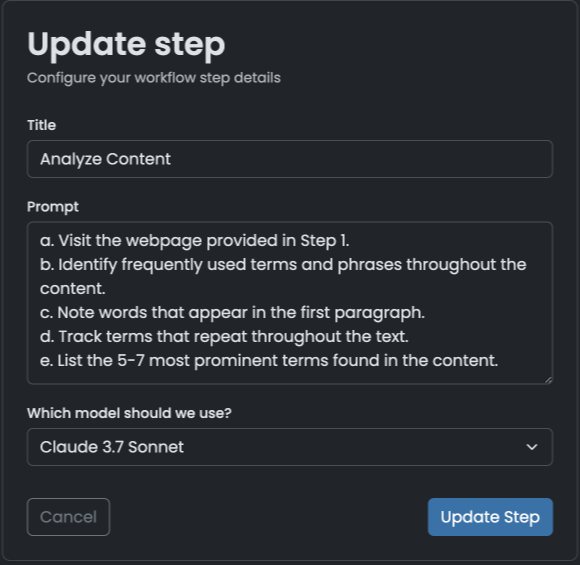 Update step
Configure your workflow step details
Title
Analyze Content
Prompt
a. Visit the webpage provided in Step 1.
b. Identify frequently used terms and phrases throughout the
content.
c. Note words that appear in the first paragraph.
d. Track terms that repeat throughout the text.
e. List the 5-7 most prominent terms found in the content.
Which model should we use?
Claude 3.7 Sonnet
Cancel
Update Step